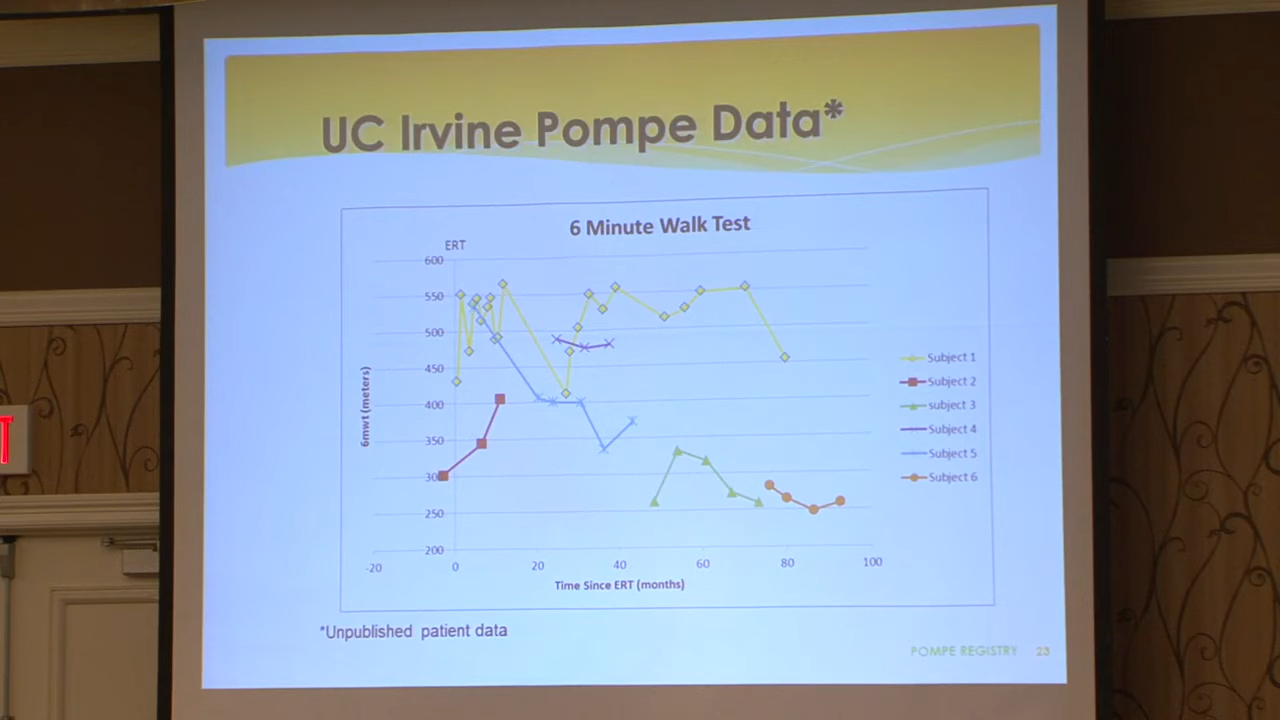 UC Irvine Pompe Data*
6 Minute Walk Test
ERT
600
550
500
450
400
350
300
250
200
6mwt (meters)
-20 0 20 40 60 80 100
Time Since ERT (months)
Subject 1
Subject 2
subject 3
Subject 4
Subject 5
Subject 6
*Unpublished patient data
POMPE REGISTRY 23
T